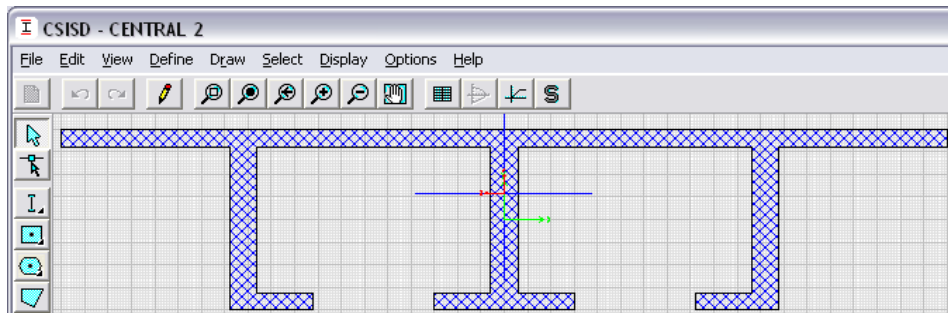 CSISD - CENTRAL 2
File Edit View Define Draw Select Display Options Help